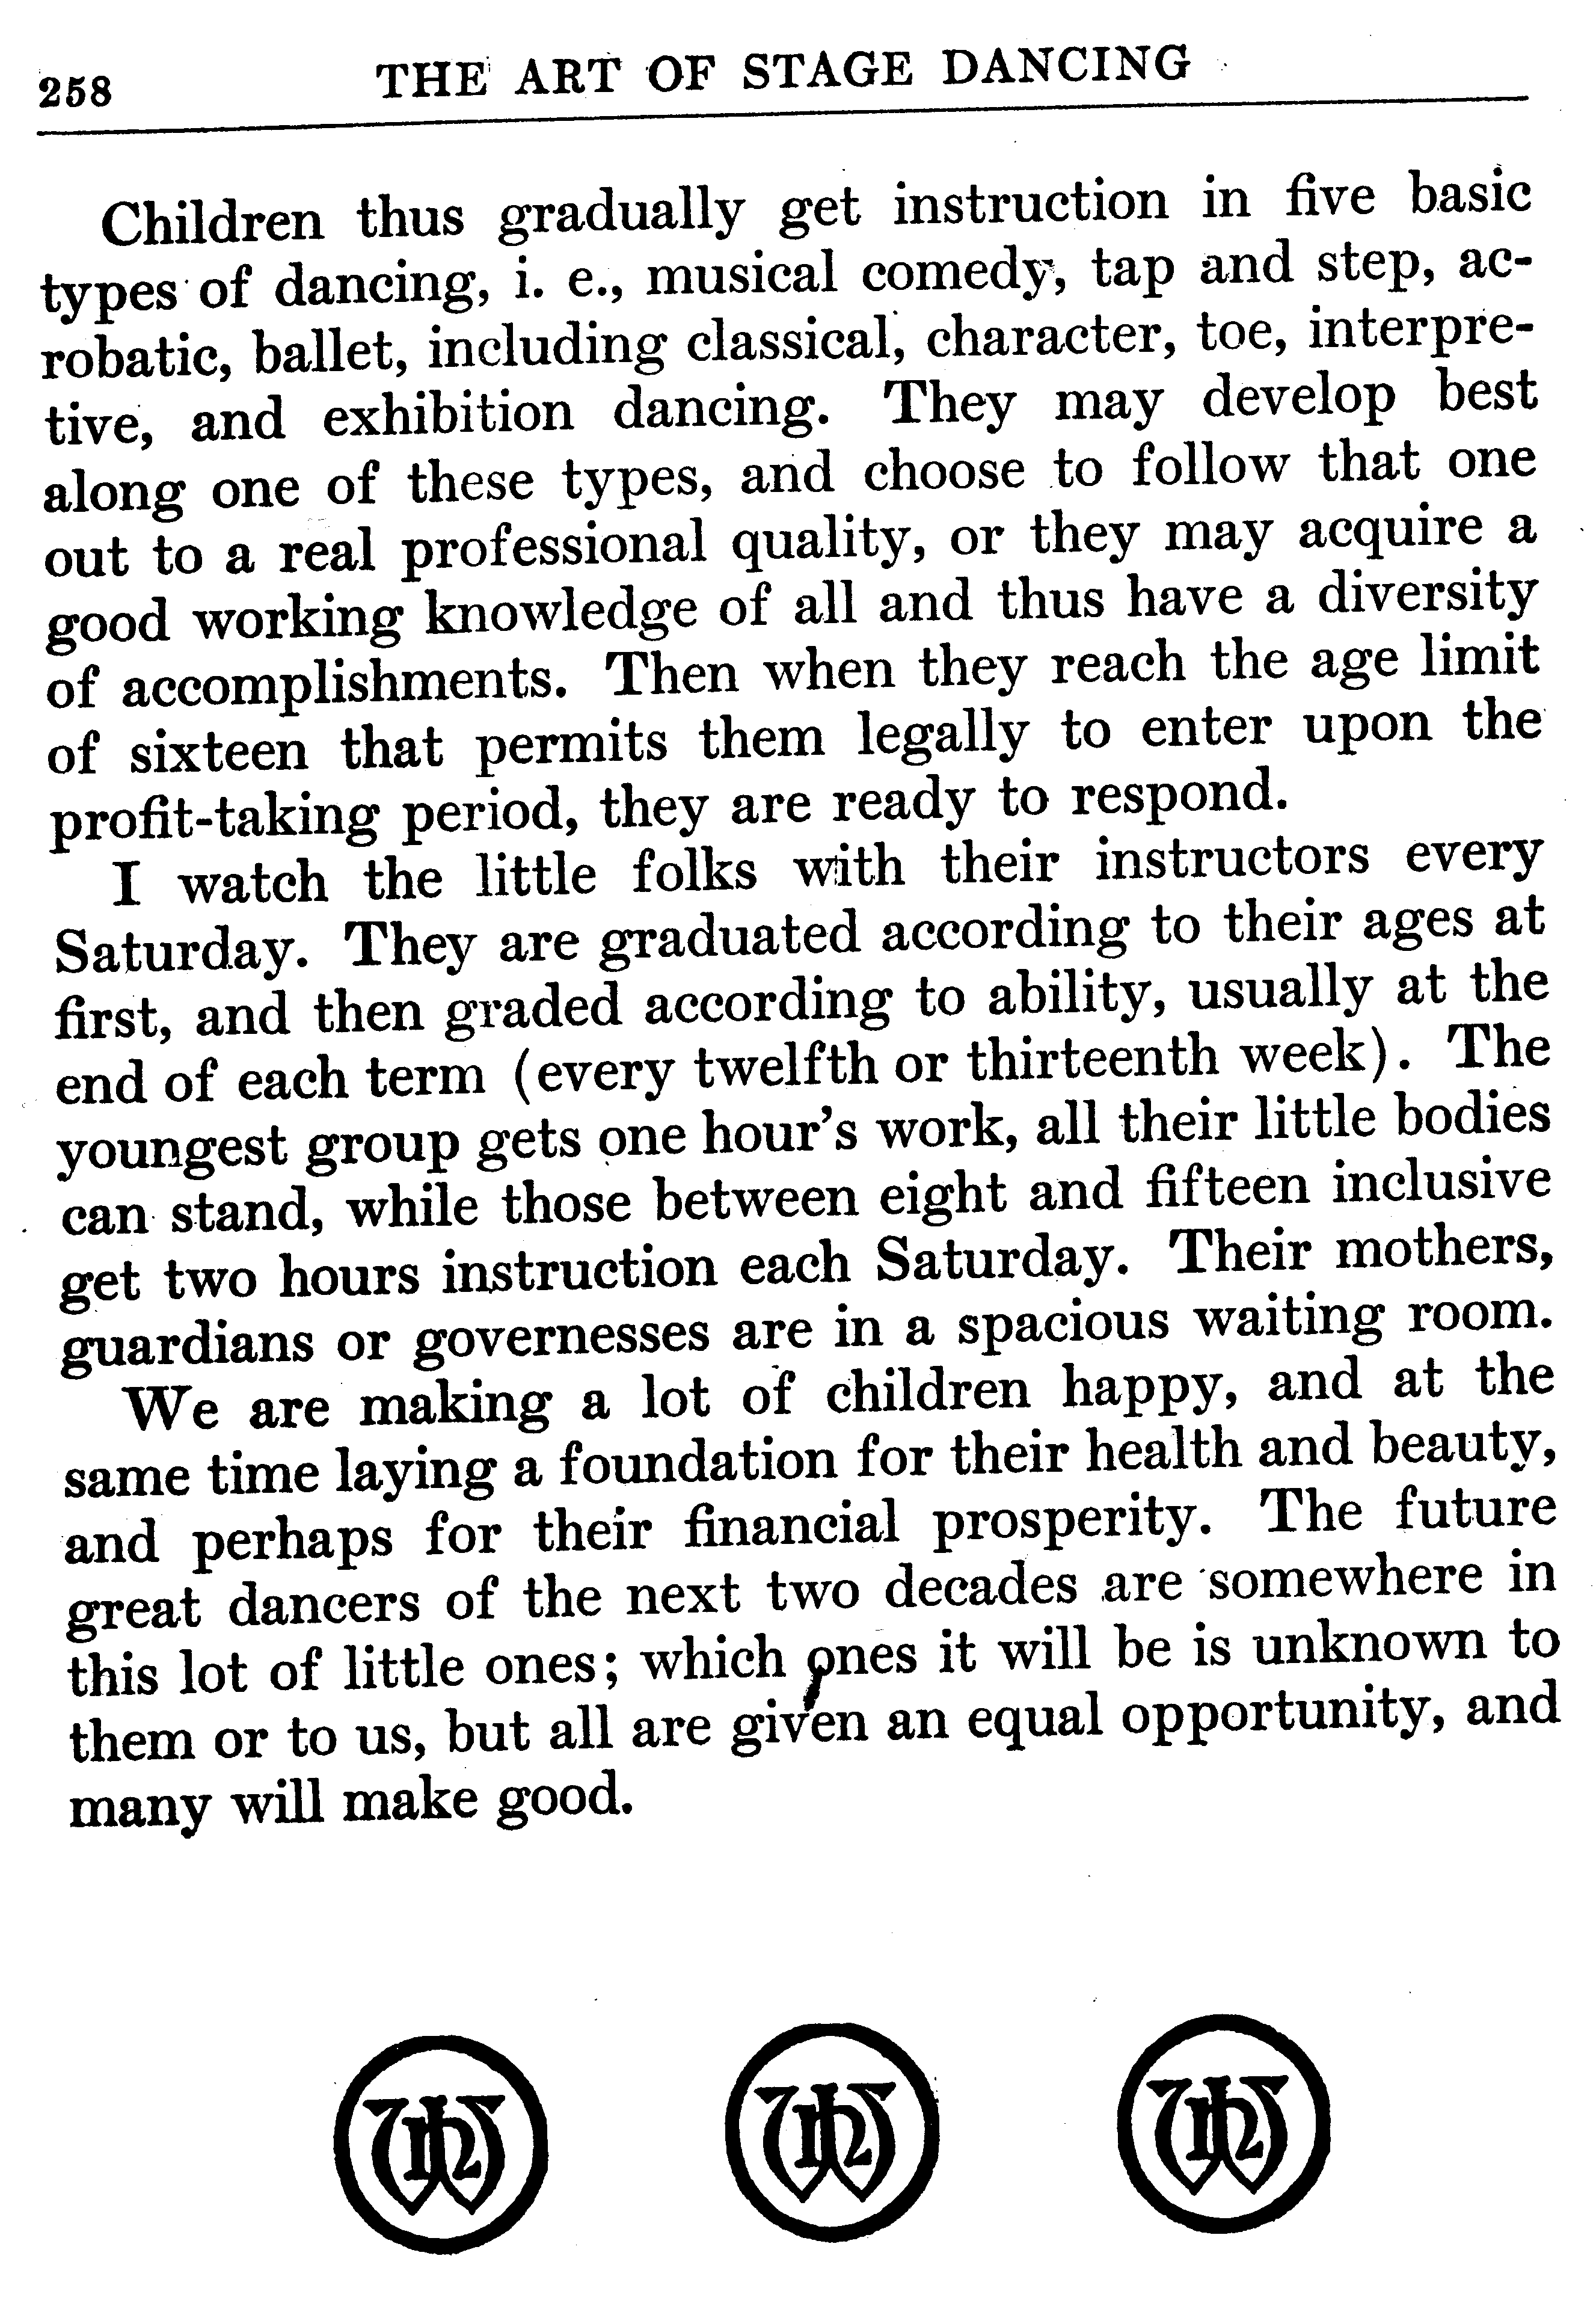 258 THE ART OF STAGE DANCING
Children thus gradually get instruction in five basic
types of dancing, i. e., musical comedy, tap and step, ac-
robatic, ballet, including classical, character, toe, interpre-
tive, and exhibition dancing. They may develop best
along one of these types, and choose to follow that one
out to a real professional quality, or they may acquire a
good working knowledge of all and thus have a diversity
of accomplishments. Then when they reach the age limit
of sixteen that permits them legally to enter upon the
profit-taking period, they are ready to respond.
I watch the little folks with their instructors every
Saturday. They are graduated according to their ages at
first, and then graded according to ability, usually at the
end of each term (every twelfth or thirteenth week). The
youngest group gets one hour's work, all their little bodies
can stand, while those between eight and fifteen inclusive
get two hours instruction each Saturday. Their mothers,
guardians or governesses are in a spacious waiting room.
We are making a lot of children happy, and at the
same time laying a foundation for their health and beauty,
and perhaps for their financial prosperity. The future
great dancers of the next two decades are somewhere in
this lot of little ones; which ones it will be is unknown to
them or to us, but all are given an equal opportunity, and
many will make good.